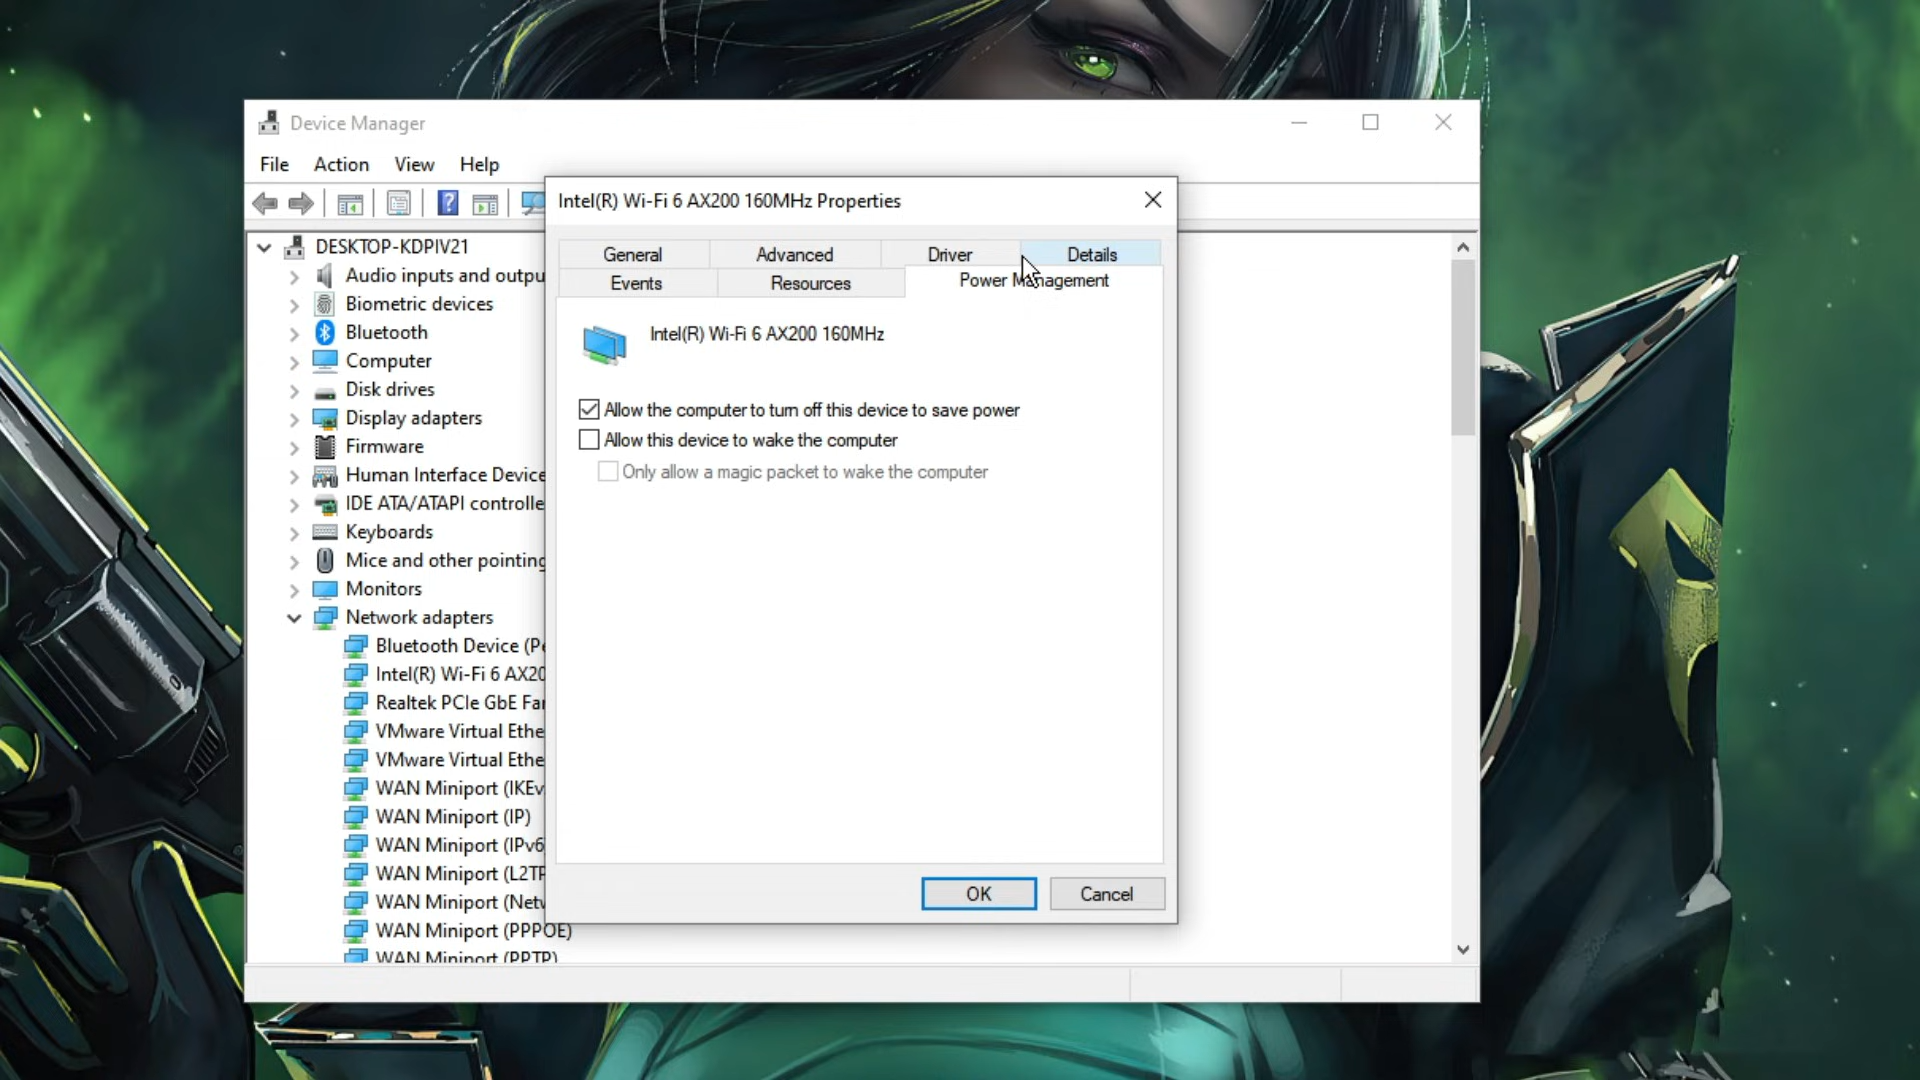 Device Manager
File Action View Help
DESKTOP-KDPIV21
Audio inputs and outpu
Biometric devices
Bluetooth
Computer
Disk drives
Display adapters
Firmware
Human Interface Device
IDE ATA/ATAPI controlle
Keyboards
Mice and other pointing
Monitors
Network adapters
Bluetooth Device (Pe
Intel(R) Wi-Fi 6 AX20
Realtek PCIe GbE Far
VMware Virtual Ethe
VMware Virtual Ethe
WAN Miniport (IKEv
WAN Miniport (IP)
WAN Miniport (IPv6
WAN Miniport (L2TP
WAN Miniport (Netw
WAN Miniport (PPPOE)
WAN Miniport (PPTP)
Intel(R) Wi-Fi 6 AX200 160MHz Properties
General Advanced Driver Details
Events Resources Power Management
Intel(R) Wi-Fi 6 AX200 160MHz
Allow the computer to turn off this device to save power
Allow this device to wake the computer
Only allow a magic packet to wake the computer
OK Cancel